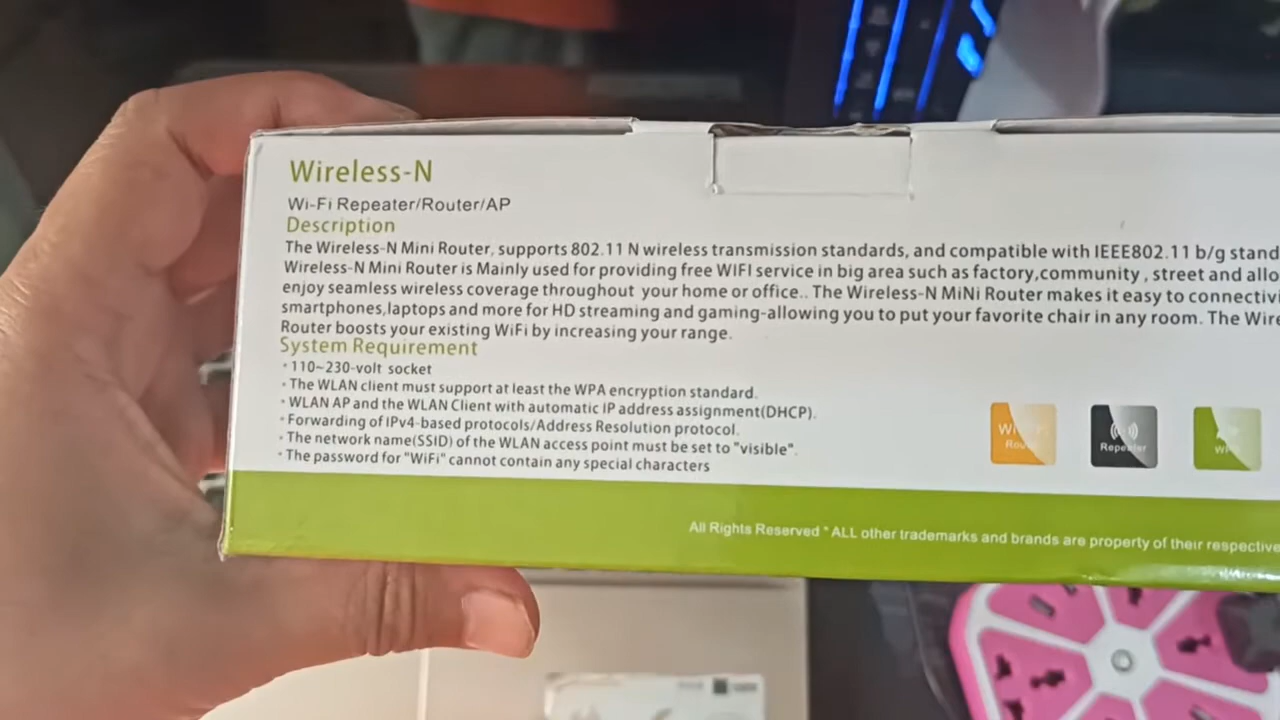 Wireless-N
Wi-Fi Repeater/Router/AP
Description
The Wireless-N Mini Router, supports 802.11 N wireless transmission standards, and compatible with IEEE802.11 b/g stand
Wireless-N Mini Router is Mainly used for providing free WIFI service in big area such as factory,community , street and allo
enjoy seamless wireless coverage throughout your home or office.. The Wireless-N MiNi Router makes it easy to connectivi
smartphones,laptops and more for HD streaming and gaming-allowing you to put your favorite chair in any room. The Wire
Router boosts your existing WiFi by increasing your range.
System Requirement
· 110~230-volt socket
· The WLAN client must support at least the WPA encryption standard.
· WLAN AP and the WLAN Client with automatic IP address assignment(DHCP).
· Forwarding of IPv4-based protocols/Address Resolution protocol.
· The network name(SSID) of the WLAN access point must be set to "visible".
· The password for "WiFi" cannot contain any special characters
Repeater
All Rights Reserved * ALL other trademarks and brands are property of their respective